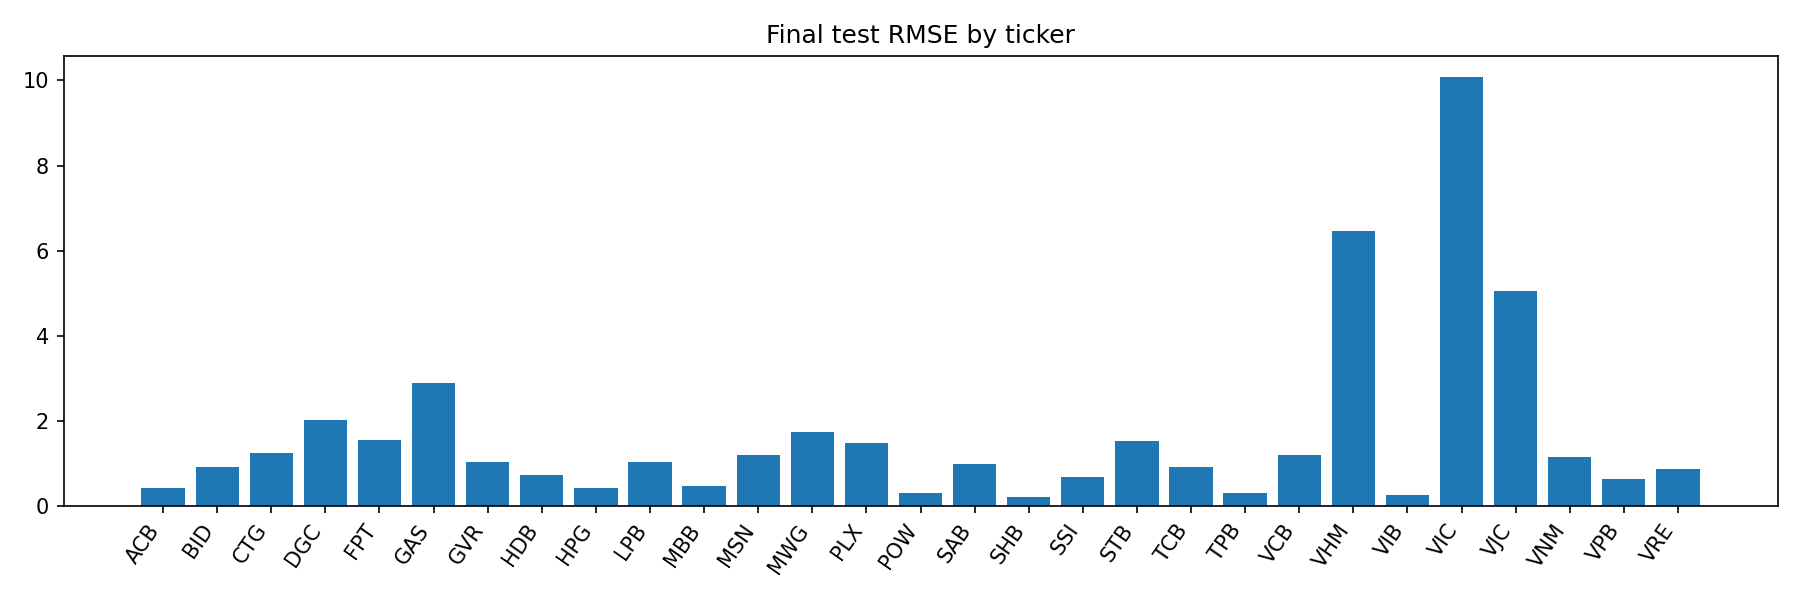 Final test RMSE by ticker
10
8
6
4
2
0
ACB
BID
CTG
DGC
FPT
GAS
GVR
HDB
HPG
LPB
MBB
MSN
MWG
PLX
POW
SAB
SHB
SSI
STB
TCB
TPB
VCB
VHM
VIB
VIC
VJC
VNM
VPB
VRE